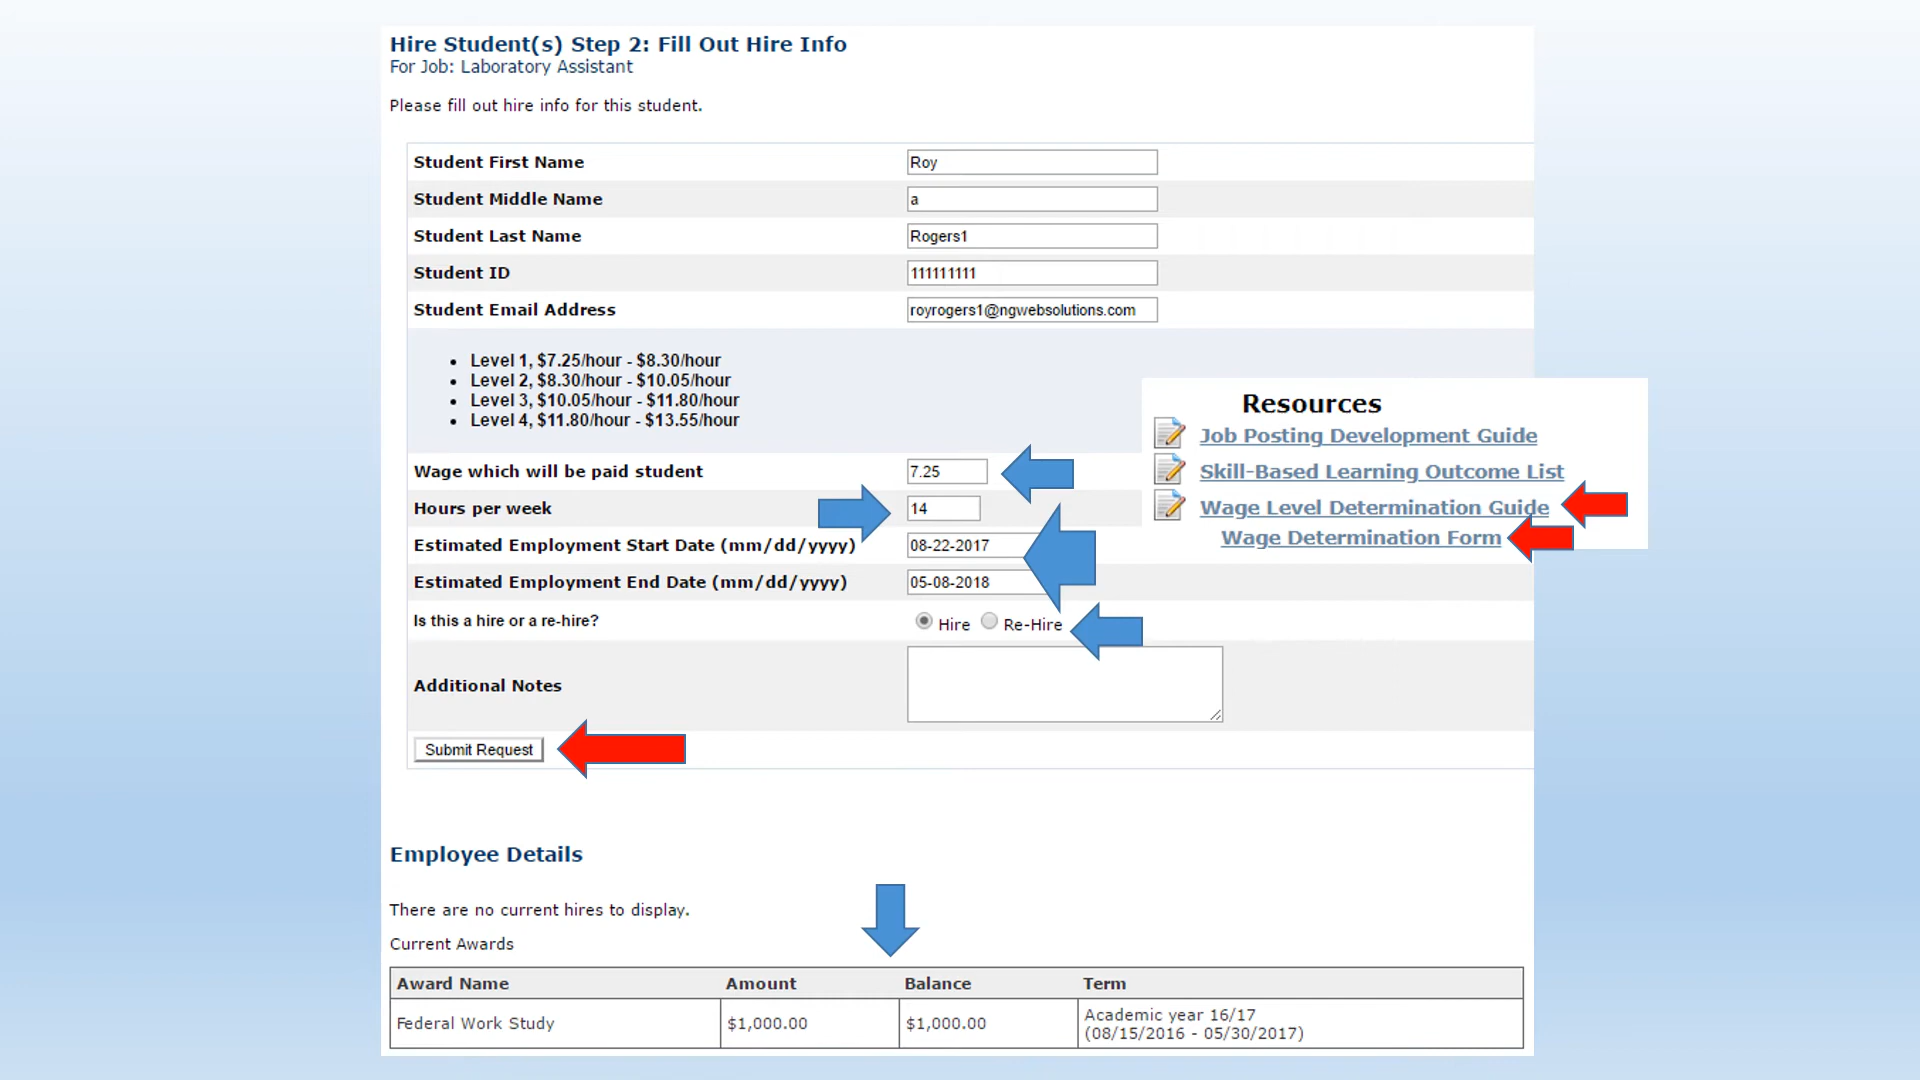 Hire Student(s) Step 2: Fill Out Hire Info
For Job: Laboratory Assistant
Please fill out hire info for this student.
Student First Name Roy
Student Middle Name a
Student Last Name Rogers1
Student ID 111111111
Student Email Address royrogers1@ngwebsolutions.com
• Level 1, $7.25/hour - $8.30/hour
• Level 2, $8.30/hour - $10.05/hour
• Level 3, $10.05/hour - $11.80/hour
• Level 4, $11.80/hour - $13.55/hour
Resources
Job Posting Development Guide
Skill-Based Learning Outcome List
Wage Level Determination Guide
Wage Determination Form
Wage which will be paid student 7.25
Hours per week 14
Estimated Employment Start Date (mm/dd/yyyy) 08-22-2017
Estimated Employment End Date (mm/dd/yyyy) 05-08-2018
Is this a hire or a re-hire? Hire Re-Hire
Additional Notes
Submit Request
Employee Details
There are no current hires to display.
Current Awards
Award Name Amount Balance Term
Federal Work Study $1,000.00 $1,000.00 Academic year 16/17
(08/15/2016 - 05/30/2017)